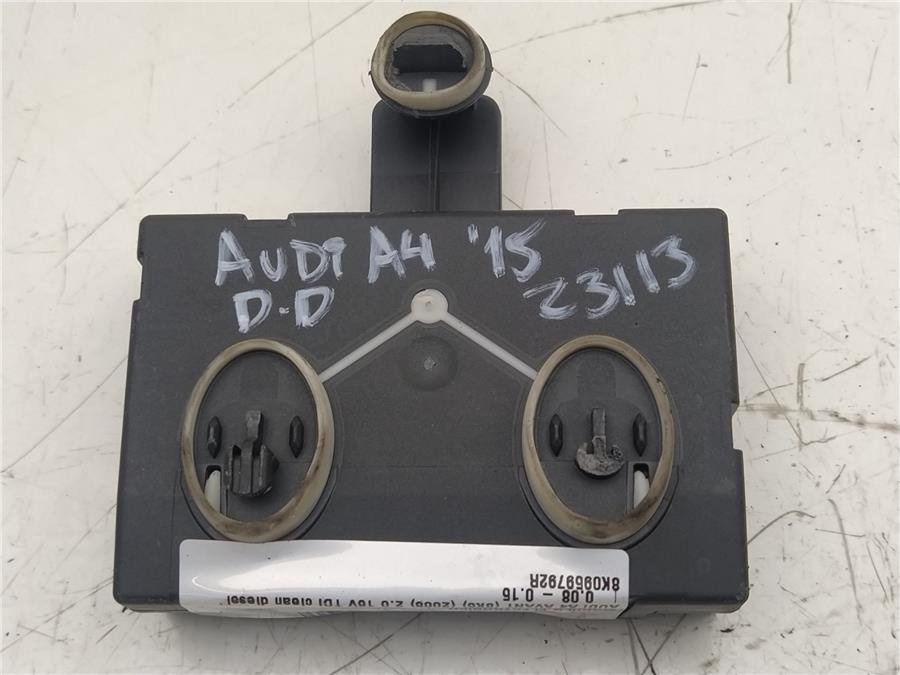 AUDI A4 '15
D.D
23113
8K0959792R
0.08 - 0.15
AUDI A4 AVANT (8K5) (2008) 2.0 16V TDI clean diesel